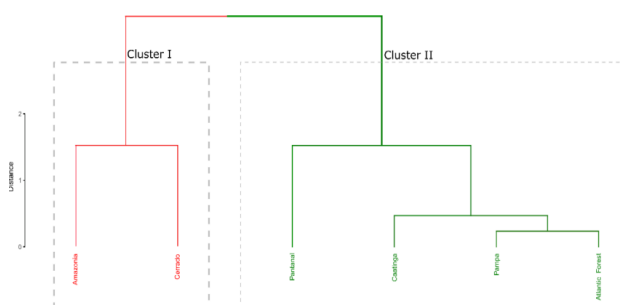 Cluster I
Cluster II
2
1
0
Distance
Amazonia
Cerrado
Pantanal
Caatinga
Pampa
Atlantic Forest